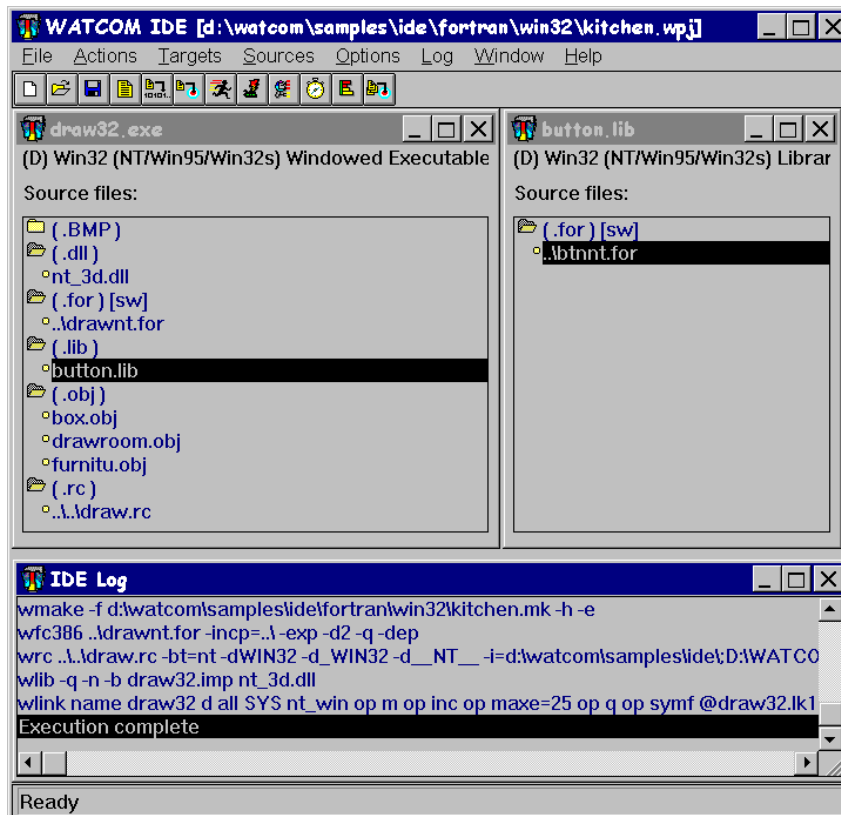 WATCOM IDE [d:\watcom\samples\ide\fortran\win32\kitchen.wpj]
File Actions Targets Sources Options Log Window Help
draw32.exe
(D) Win32 (NT/Win95/Win32s) Windowed Executable
Source files:
(.BMP)
(.dll)
nt_3d.dll
(.for) [sw]
..\drawnt.for
(.lib)
button.lib
(.obj)
box.obj
drawroom.obj
furnitu.obj
(.rc)
..\..\draw.rc
button.lib
(D) Win32 (NT/Win95/Win32s) Librar
Source files:
(.for) [sw]
..\btnnt.for
IDE Log
wmake -f d:\watcom\samples\ide\fortran\win32\kitchen.mk -h -e
wfc386 ..\drawnt.for -incp=..\ -exp -d2 -q -dep
wrc ..\..\draw.rc -bt=nt -dWIN32 -d_WIN32 -d__NT__ -i=d:\watcom\samples\ide\;D:\WATCO
wlib -q -n -b draw32.imp nt_3d.dll
wlink name draw32 d all SYS nt_win op m op inc op maxe=25 op q op symf @draw32.lk1
Execution complete
Ready